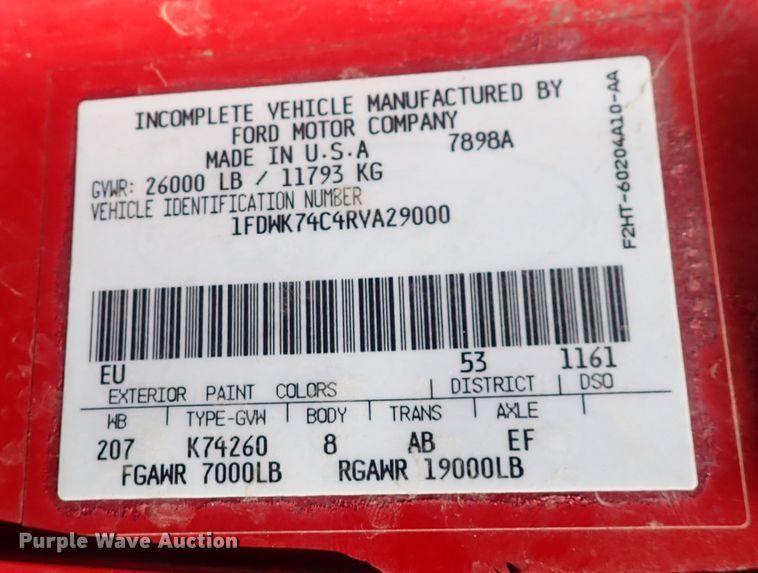 INCOMPLETE VEHICLE MANUFACTURED BY
FORD MOTOR COMPANY
MADE IN U.S.A 7898A
GVWR: 26000 LB / 11793 KG
VEHICLE IDENTIFICATION NUMBER
1FDWK74C4RVA29000
F2HT-60204A10-AA
EU 53 1161
EXTERIOR PAINT COLORS DISTRICT DSO
WB TYPE-GVW BODY TRANS AXLE
207 K74260 8 AB EF
FGAWR 7000LB RGAWR 19000LB
Purple Wave Auction